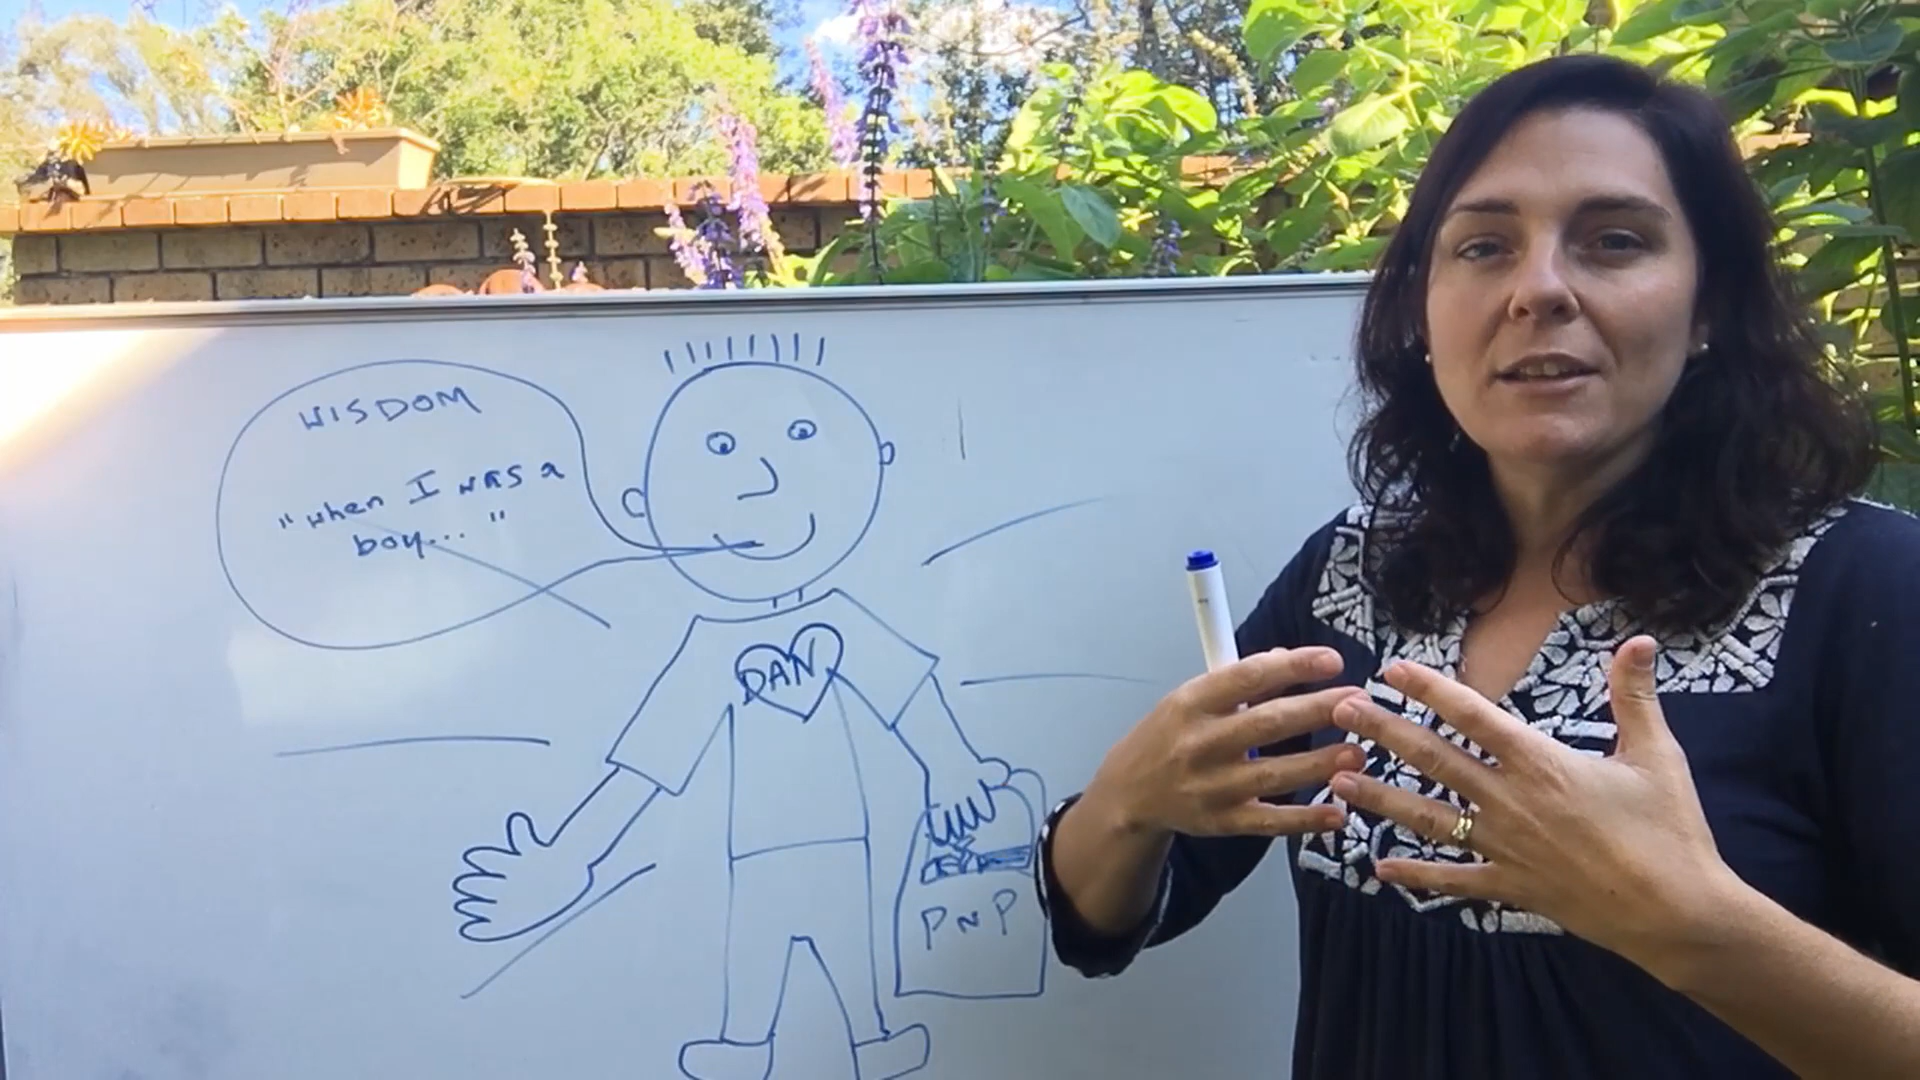 WISDOM
"when I was a
boy..."
DAN
PNP